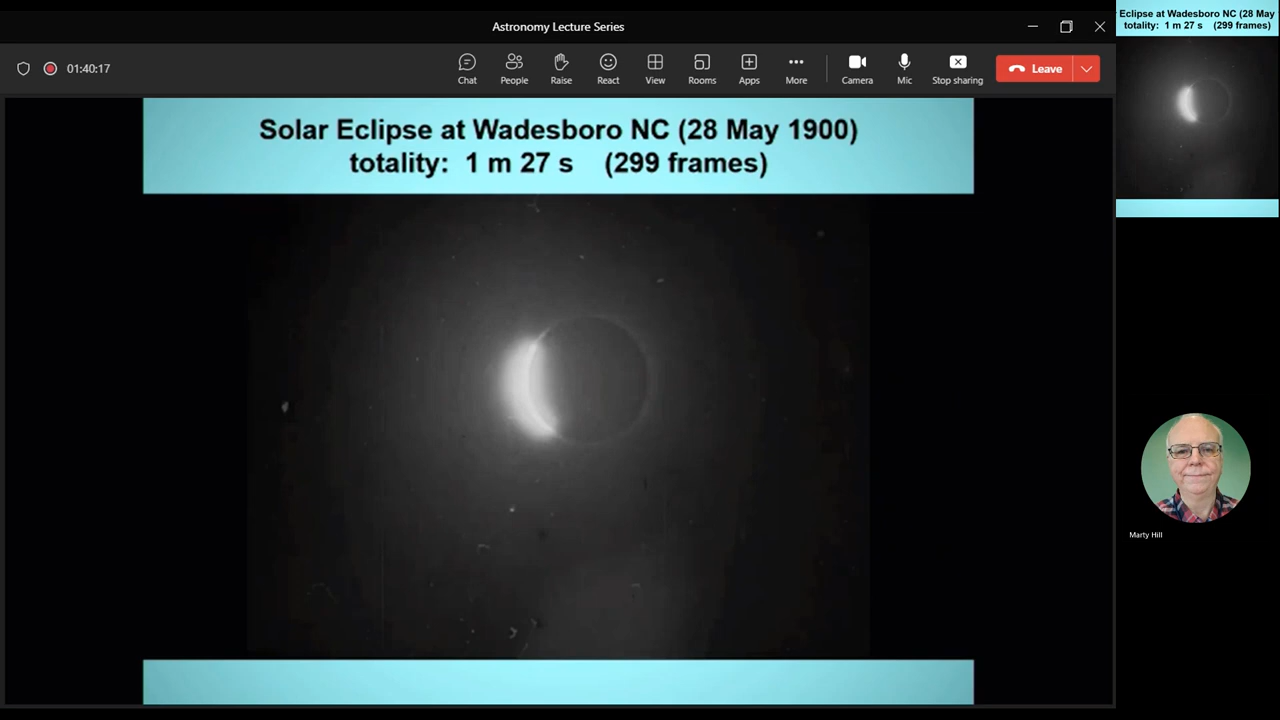 Astronomy Lecture Series
01:40:17
Chat People Raise React View Rooms Apps More Camera Mic Stop sharing Leave
Solar Eclipse at Wadesboro NC (28 May 1900)
totality: 1 m 27 s (299 frames)
Eclipse at Wadesboro NC (28 May
totality: 1 m 27 s (299 frames)
Marty Hill